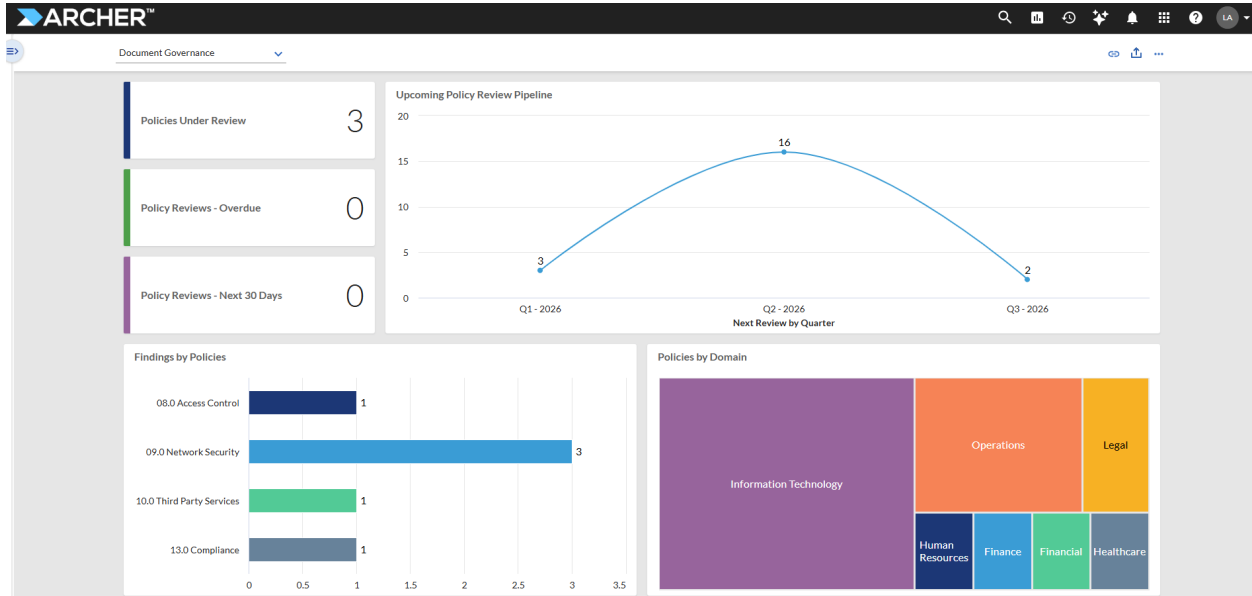 ARCHER™
LA
Document Governance
Policies Under Review
3
Policy Reviews - Overdue
0
Policy Reviews - Next 30 Days
0
Upcoming Policy Review Pipeline
20
15
10
5
0
3
16
2
Q1 - 2026
Q2 - 2026
Q3 - 2026
Next Review by Quarter
Findings by Policies
08.0 Access Control
1
09.0 Network Security
3
10.0 Third Party Services
1
13.0 Compliance
1
0
0.5
1
1.5
2
2.5
3
3.5
Policies by Domain
Information Technology
Operations
Legal
Human
Resources
Finance
Financial
Healthcare